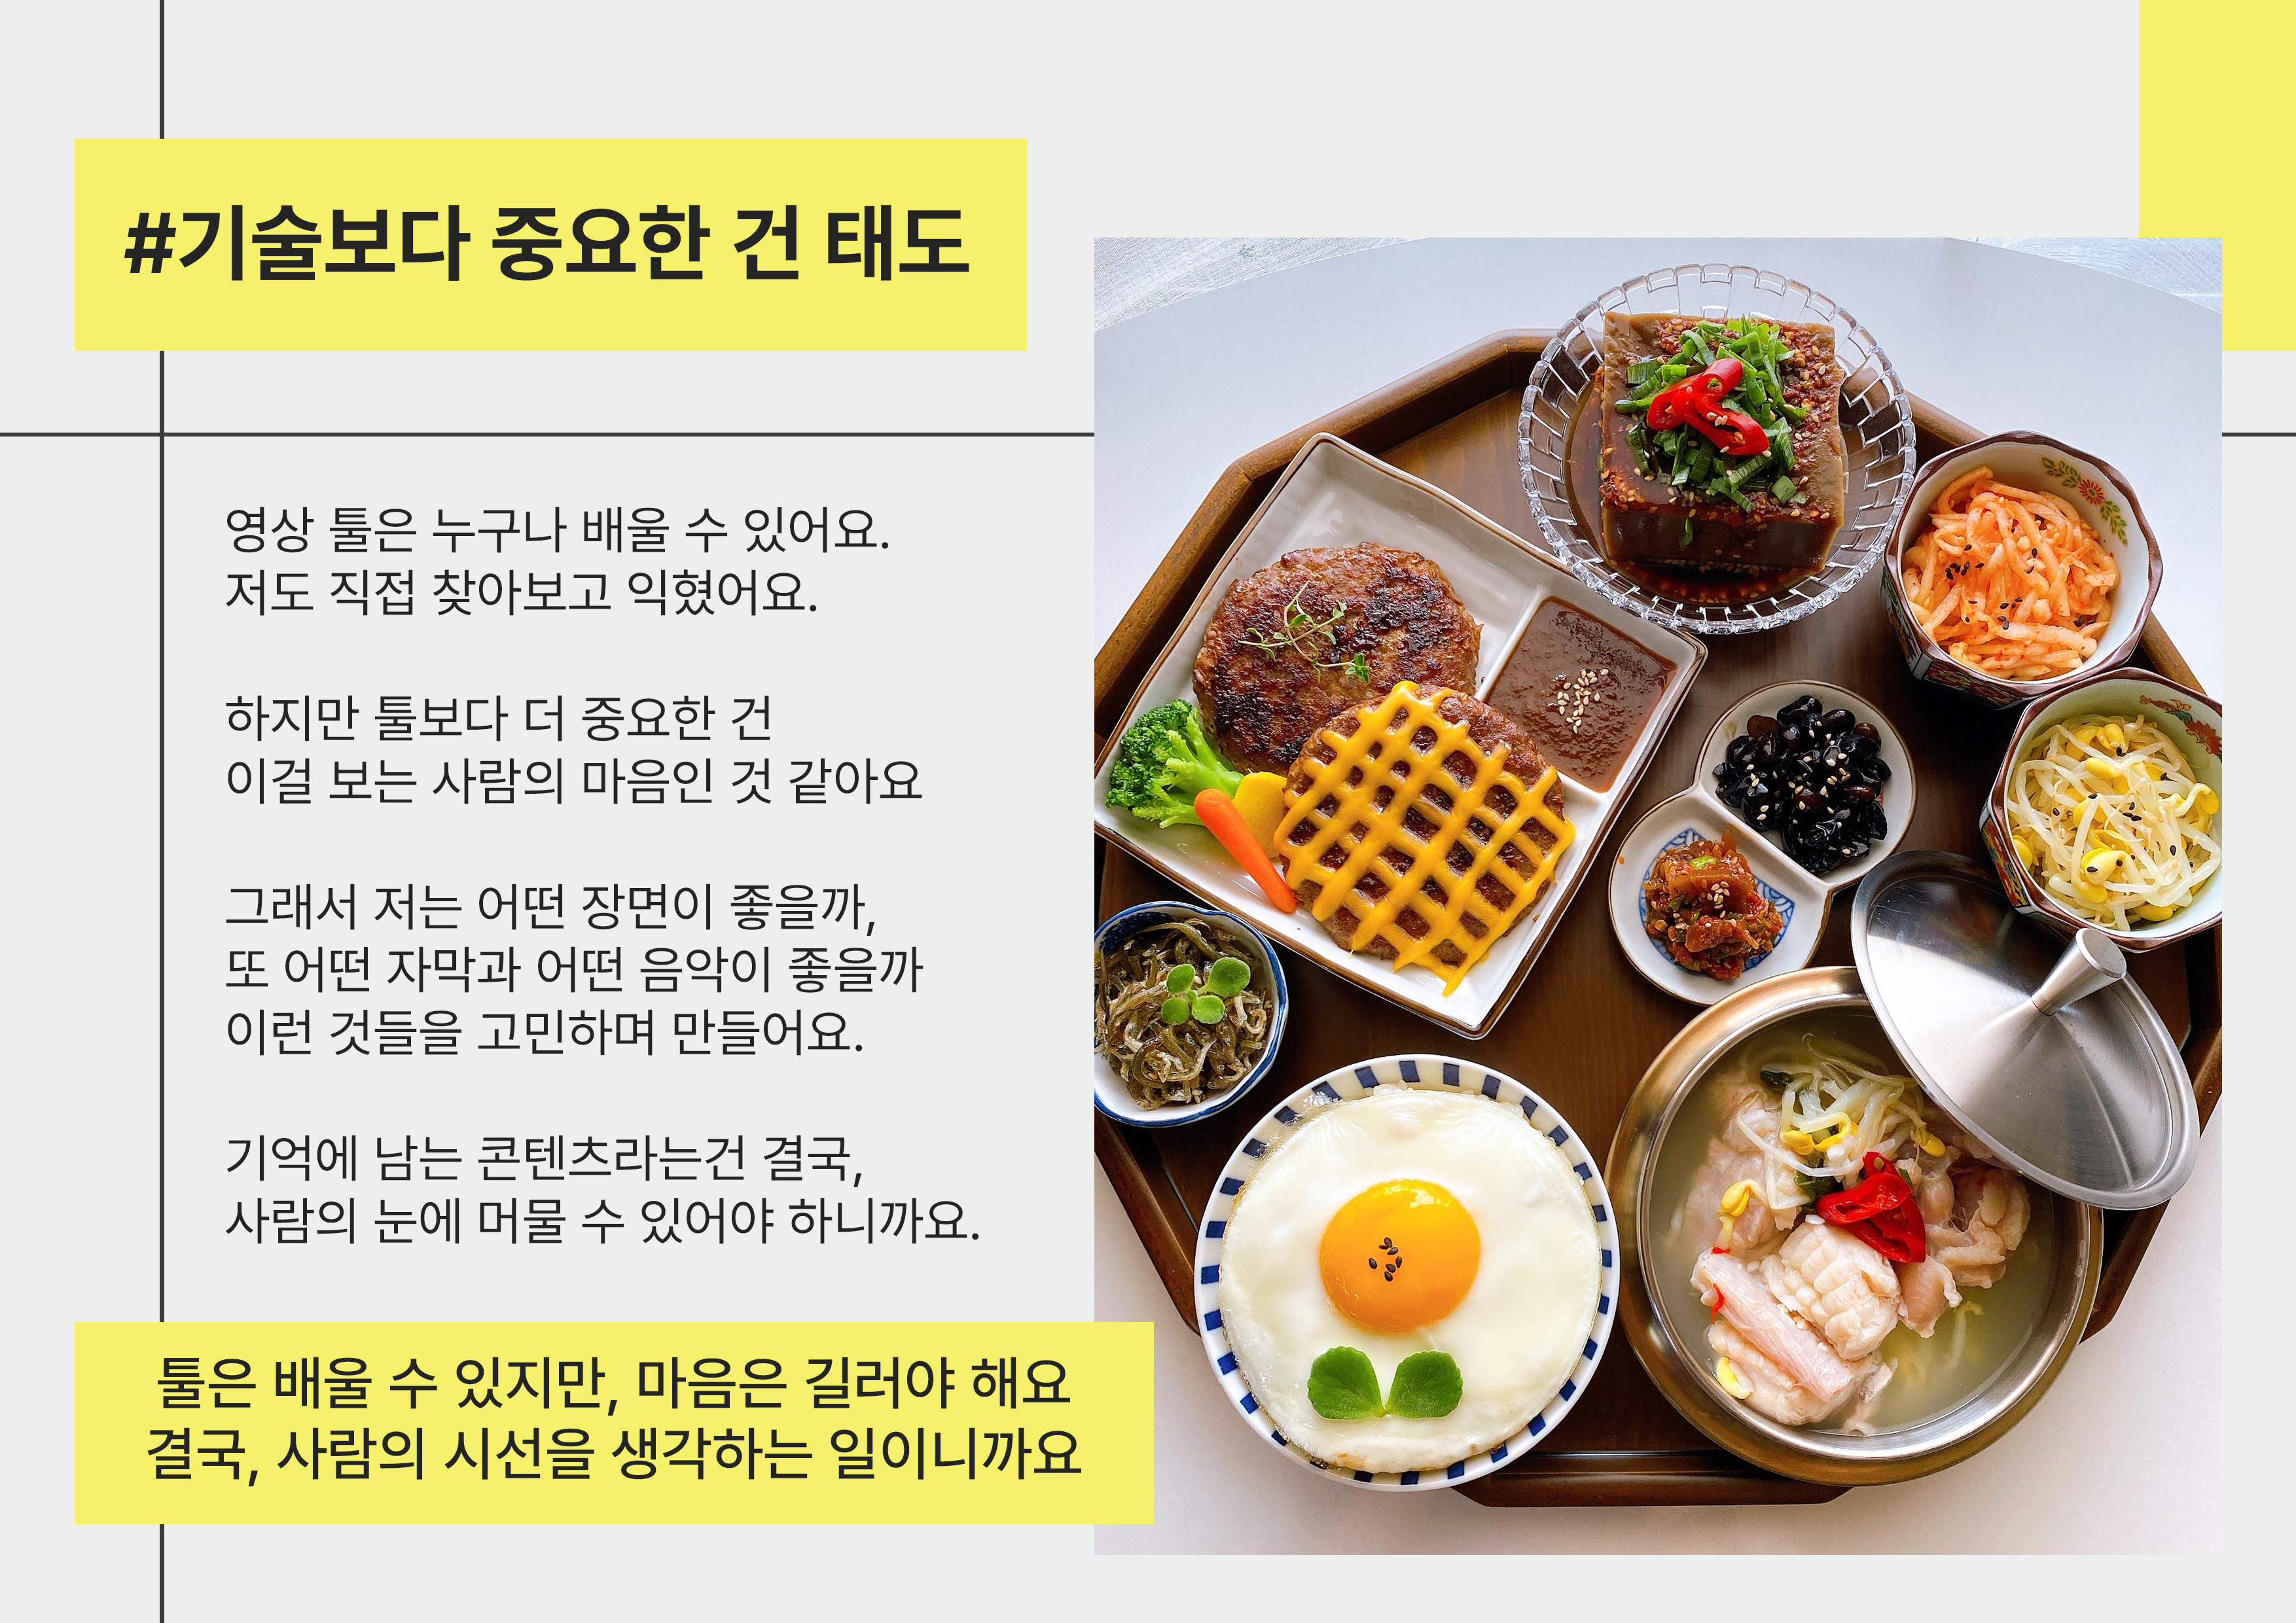 #기술보다 중요한 건 태도
영상 툴은 누구나 배울 수 있어요.
저도 직접 찾아보고 익혔어요.
하지만 툴보다 더 중요한 건
이걸 보는 사람의 마음인 것 같아요
그래서 저는 어떤 장면이 좋을까,
또 어떤 자막과 어떤 음악이 좋을까
이런 것들을 고민하며 만들어요.
기억에 남는 콘텐츠라는건 결국,
사람의 눈에 머물 수 있어야 하니까요.
툴은 배울 수 있지만, 마음은 길러야 해요
결국, 사람의 시선을 생각하는 일이니까요